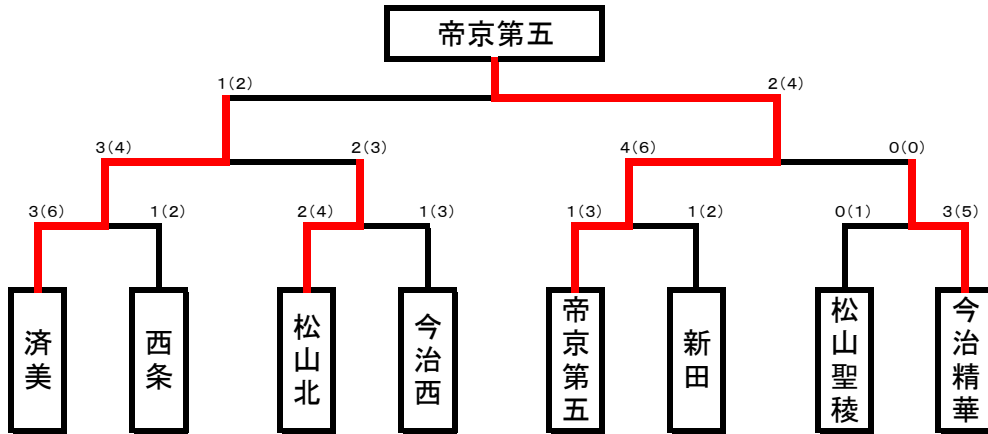 帝京第五
1(2) 2(4)
3(4) 2(3) 4(6) 0(0)
3(6) 1(2) 2(4) 1(3) 1(3) 1(2) 0(1) 3(5)
済美
西条
松山北
今治西
帝京第五
新田
松山聖稜
今治精華